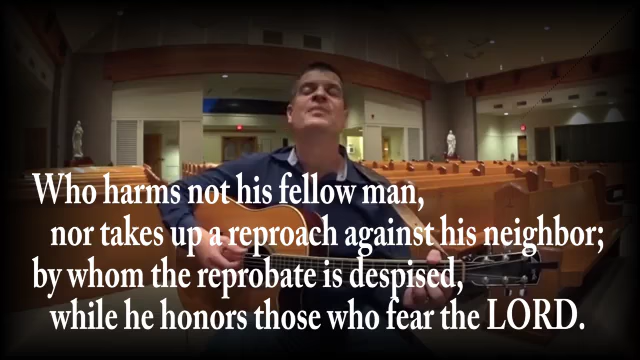 Who harms not his fellow man,
nor takes up a reproach against his neighbor;
by whom the reprobate is despised,
while he honors those who fear the LORD.